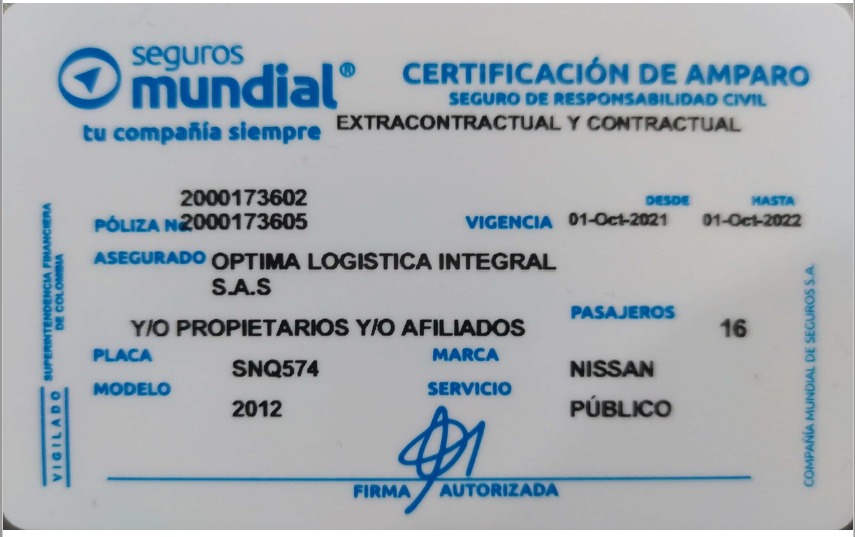 seguros
mundial®
tu compañía siempre
CERTIFICACIÓN DE AMPARO
SEGURO DE RESPONSABILIDAD CIVIL
EXTRACONTRACTUAL Y CONTRACTUAL
2000173602
DESDE HASTA
PÓLIZA No 2000173605 VIGENCIA 01-Oct-2021 01-Oct-2022
ASEGURADO OPTIMA LOGISTICA INTEGRAL
S.A.S
Y/O PROPIETARIOS Y/O AFILIADOS PASAJEROS 16
PLACA SNQ574 MARCA NISSAN
MODELO 2012 SERVICIO PÚBLICO
FIRMA AUTORIZADA
VIGILADO
SUPERINTENDENCIA FINANCIERA
DE COLOMBIA
COMPAÑÍA MUNDIAL DE SEGUROS S.A.